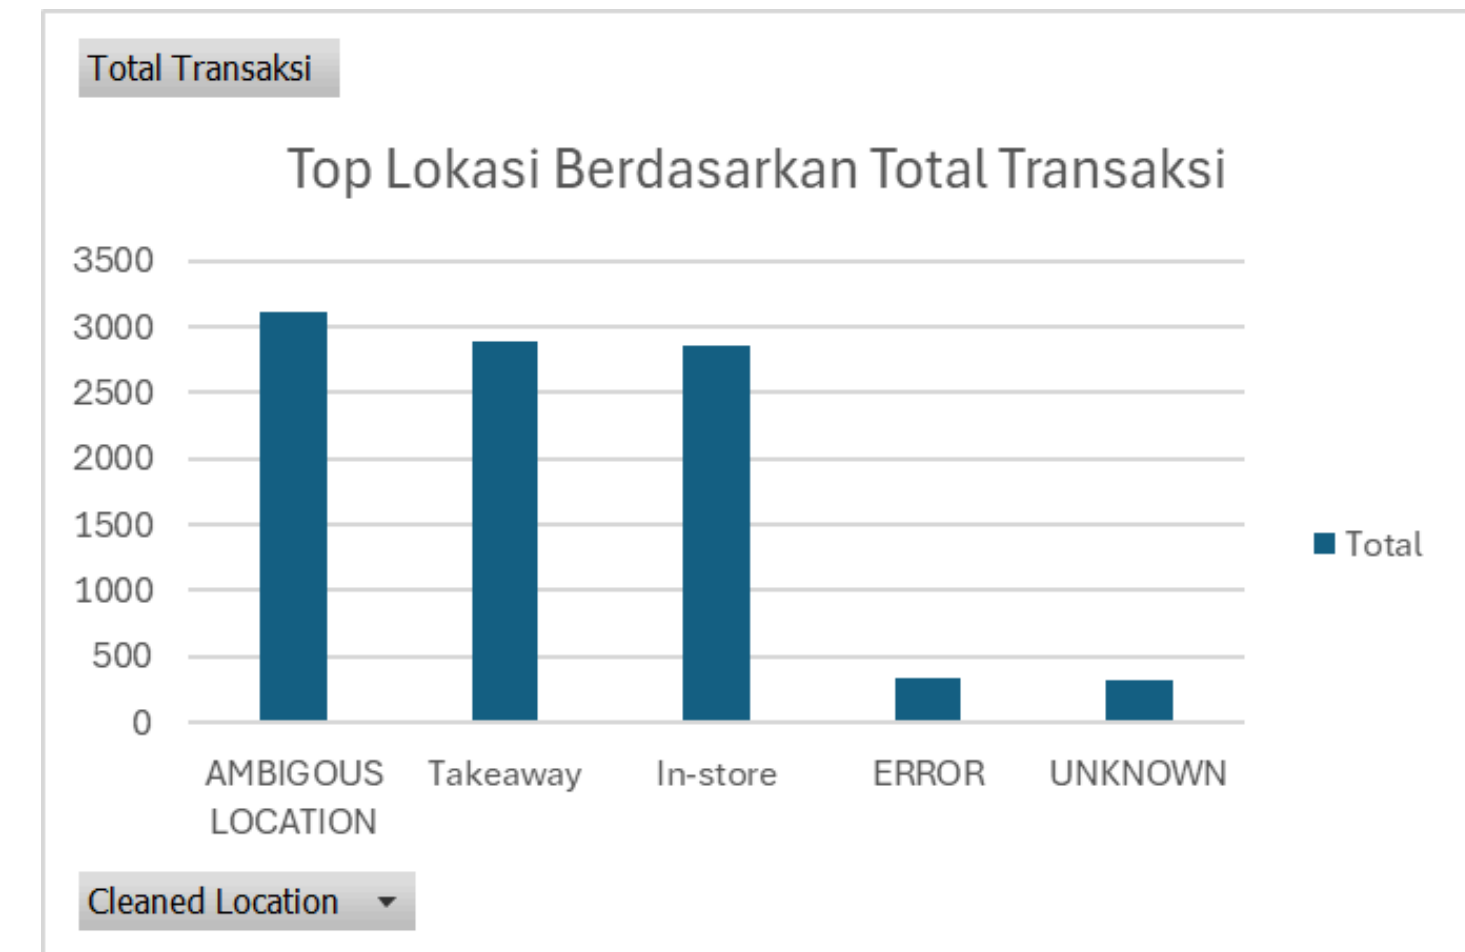 Total Transaksi
Top Lokasi Berdasarkan Total Transaksi
3500
3000
2500
2000
1500
1000
500
0
Total
AMBIGOUS
LOCATION
Takeaway
In-store
ERROR
UNKNOWN
Cleaned Location